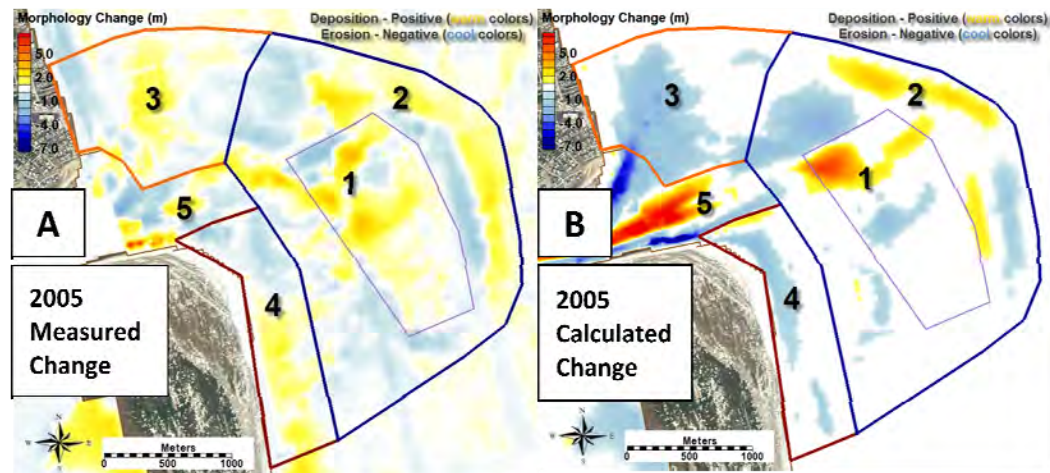 Morphology Change (m)
Deposition - Positive (warm colors)
Erosion - Negative (cool colors)
5.0
2.0
-1.0
-4.0
-7.0
3
2
1
5
4
A
2005
Measured
Change
N
W
E
S
Meters
0
500
1000
Morphology Change (m)
Deposition - Positive (warm colors)
Erosion - Negative (cool colors)
5.0
2.0
-1.0
-4.0
-7.0
3
2
1
5
4
B
2005
Calculated
Change
N
W
E
S
Meters
0
500
1000